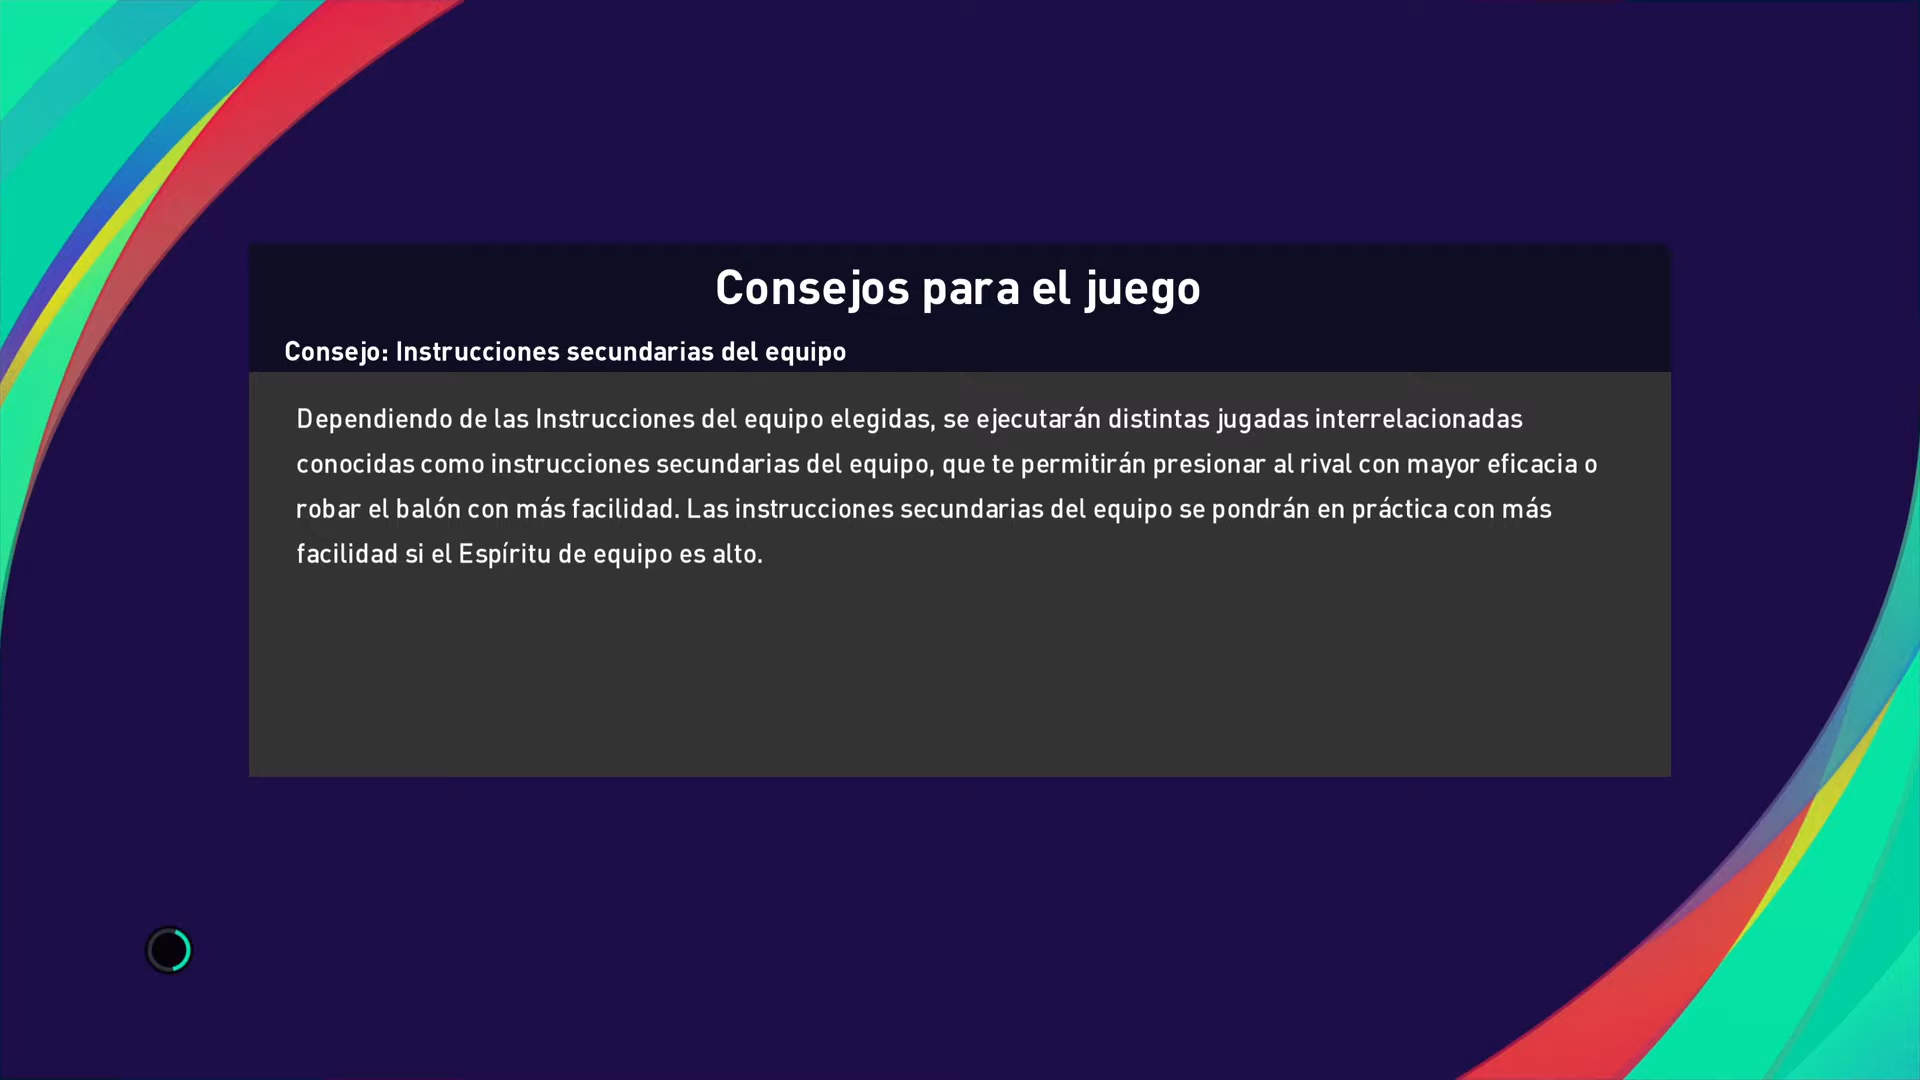 Consejos para el juego
Consejo: Instrucciones secundarias del equipo
Dependiendo de las Instrucciones del equipo elegidas, se ejecutarán distintas jugadas interrelacionadas
conocidas como instrucciones secundarias del equipo, que te permitirán presionar al rival con mayor eficacia o
robar el balón con más facilidad. Las instrucciones secundarias del equipo se pondrán en práctica con más
facilidad si el Espíritu de equipo es alto.